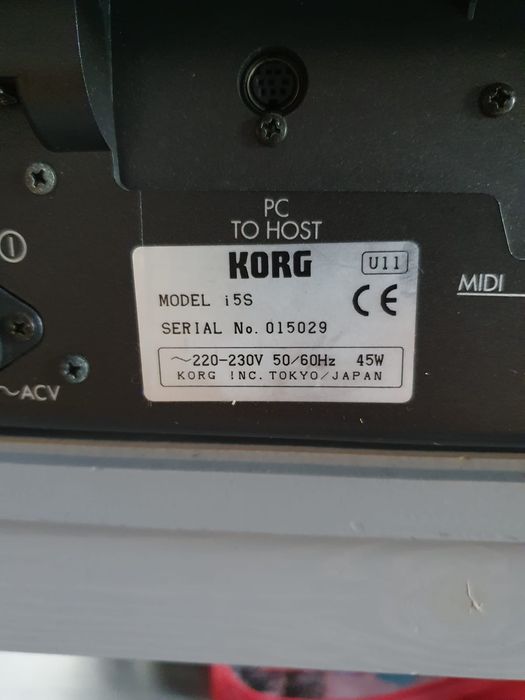 PC
TO HOST
KORG
U11
MODEL i5S
CE
SERIAL No. 015029
MIDI
~220-230V 50/60Hz 45W
KORG INC. TOKYO/JAPAN
~ACV